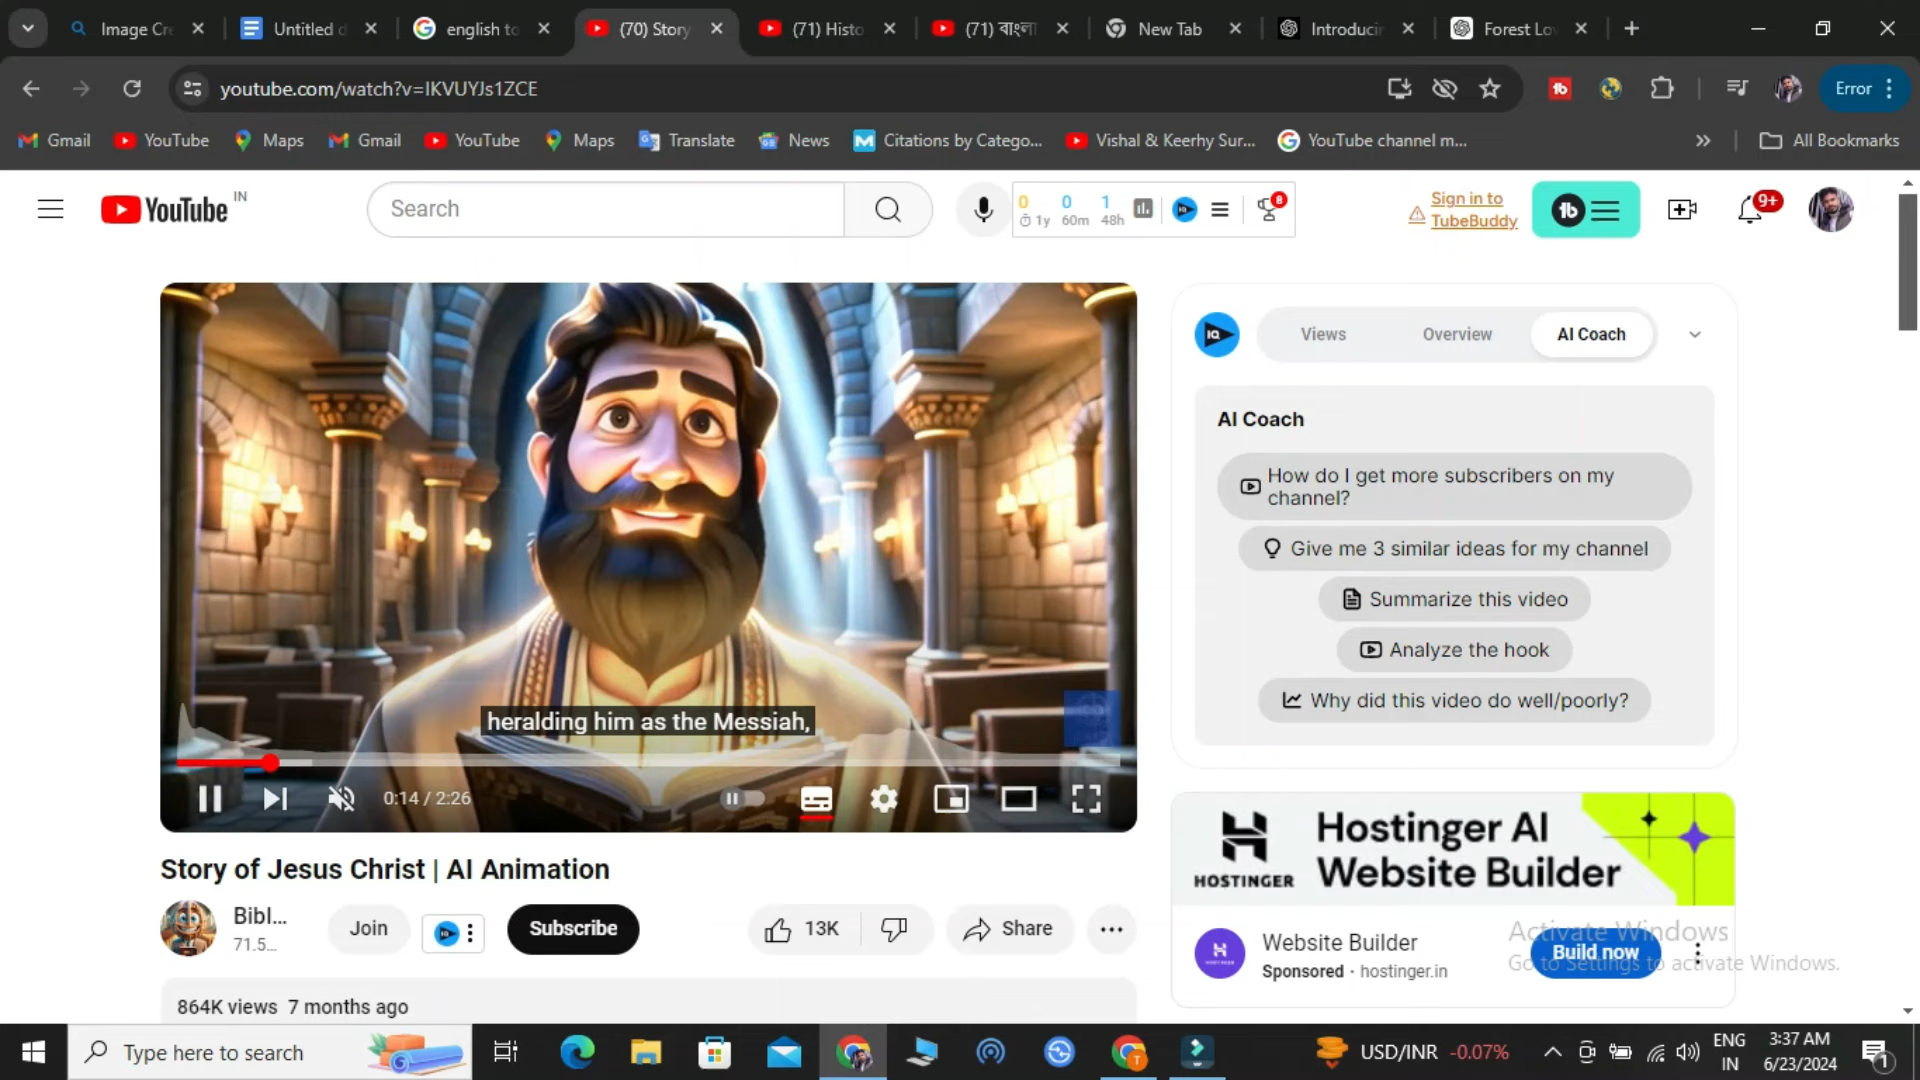 Image Cre
Untitled d
english to
(70) Story
(71) Histo
(71) বাংলা
New Tab
Introducin
Forest Lov
youtube.com/watch?v=IKVUYJs1ZCE
Error
Gmail
YouTube
Maps
Gmail
YouTube
Maps
Translate
News
Citations by Catego...
Vishal & Keerhy Sur...
YouTube channel m...
All Bookmarks
YouTube IN
Search
0 0 1
1y 60m 48h
8
Sign in to
TubeBuddy
9+
heralding him as the Messiah,
0:14 / 2:26
IQ
Views
Overview
AI Coach
AI Coach
How do I get more subscribers on my
channel?
Give me 3 similar ideas for my channel
Summarize this video
Analyze the hook
Why did this video do well/poorly?
HOSTINGER
Hostinger AI
Website Builder
Website Builder
Sponsored · hostinger.in
Build now
Activate Windows
Go to Settings to activate Windows.
Story of Jesus Christ | AI Animation
Bibl...
71.5...
Join
Subscribe
13K
Share
864K views 7 months ago
Type here to search
USD/INR -0.07%
ENG
IN
3:37 AM
6/23/2024
1